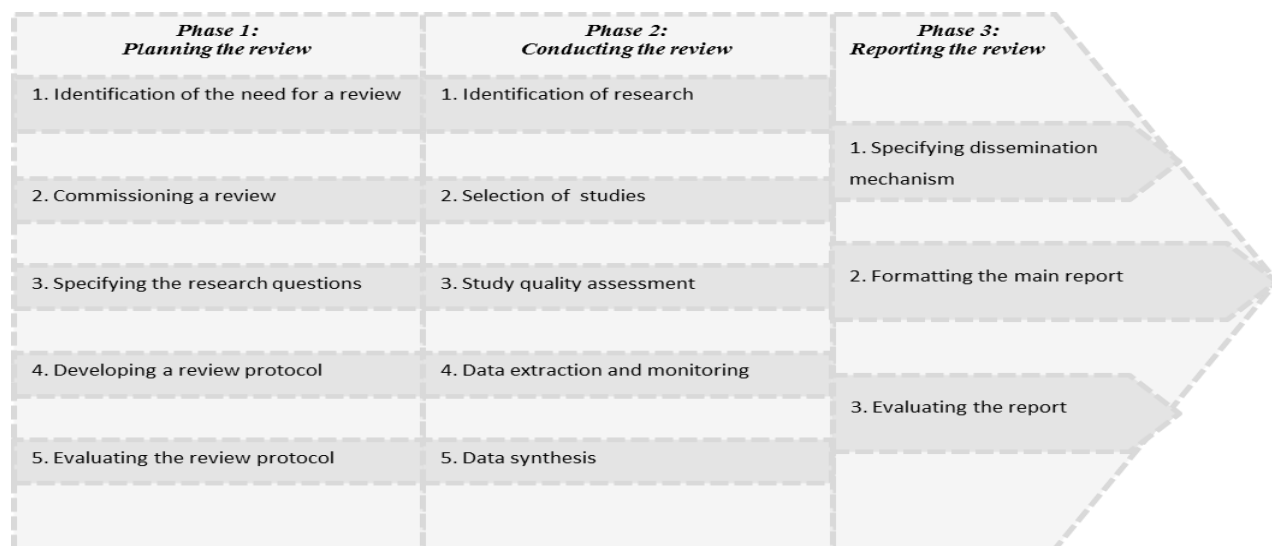 Phase 1:
Planning the review
1. Identification of the need for a review
2. Commissioning a review
3. Specifying the research questions
4. Developing a review protocol
5. Evaluating the review protocol
Phase 2:
Conducting the review
1. Identification of research
2. Selection of studies
3. Study quality assessment
4. Data extraction and monitoring
5. Data synthesis
Phase 3:
Reporting the review
1. Specifying dissemination
mechanism
2. Formatting the main report
3. Evaluating the report